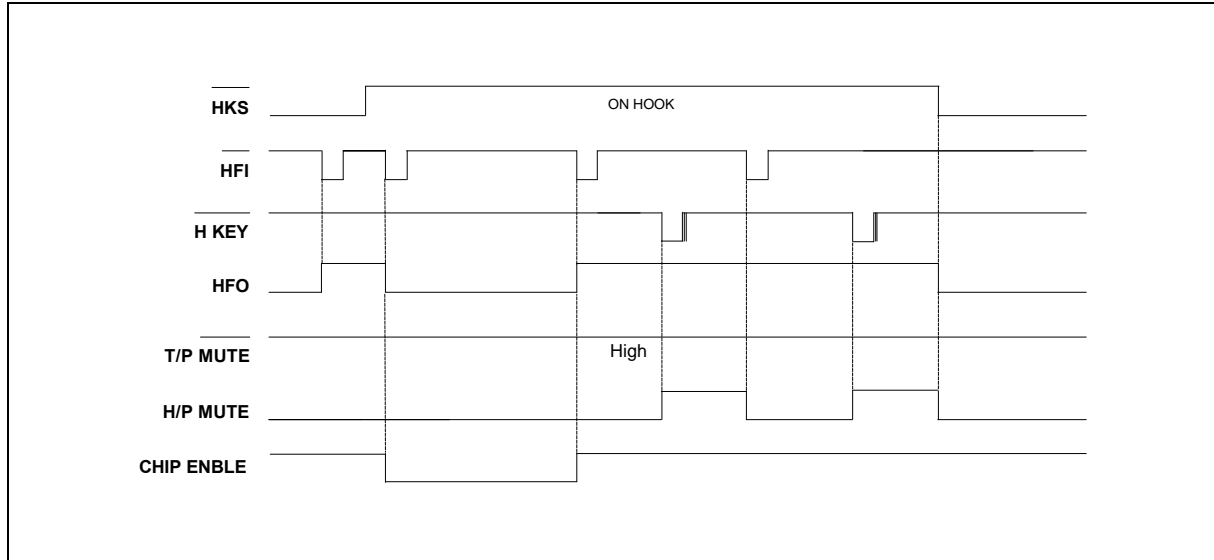 HKS
ON HOOK
HFI
H KEY
HFO
T/P MUTE
High
H/P MUTE
CHIP ENBLE